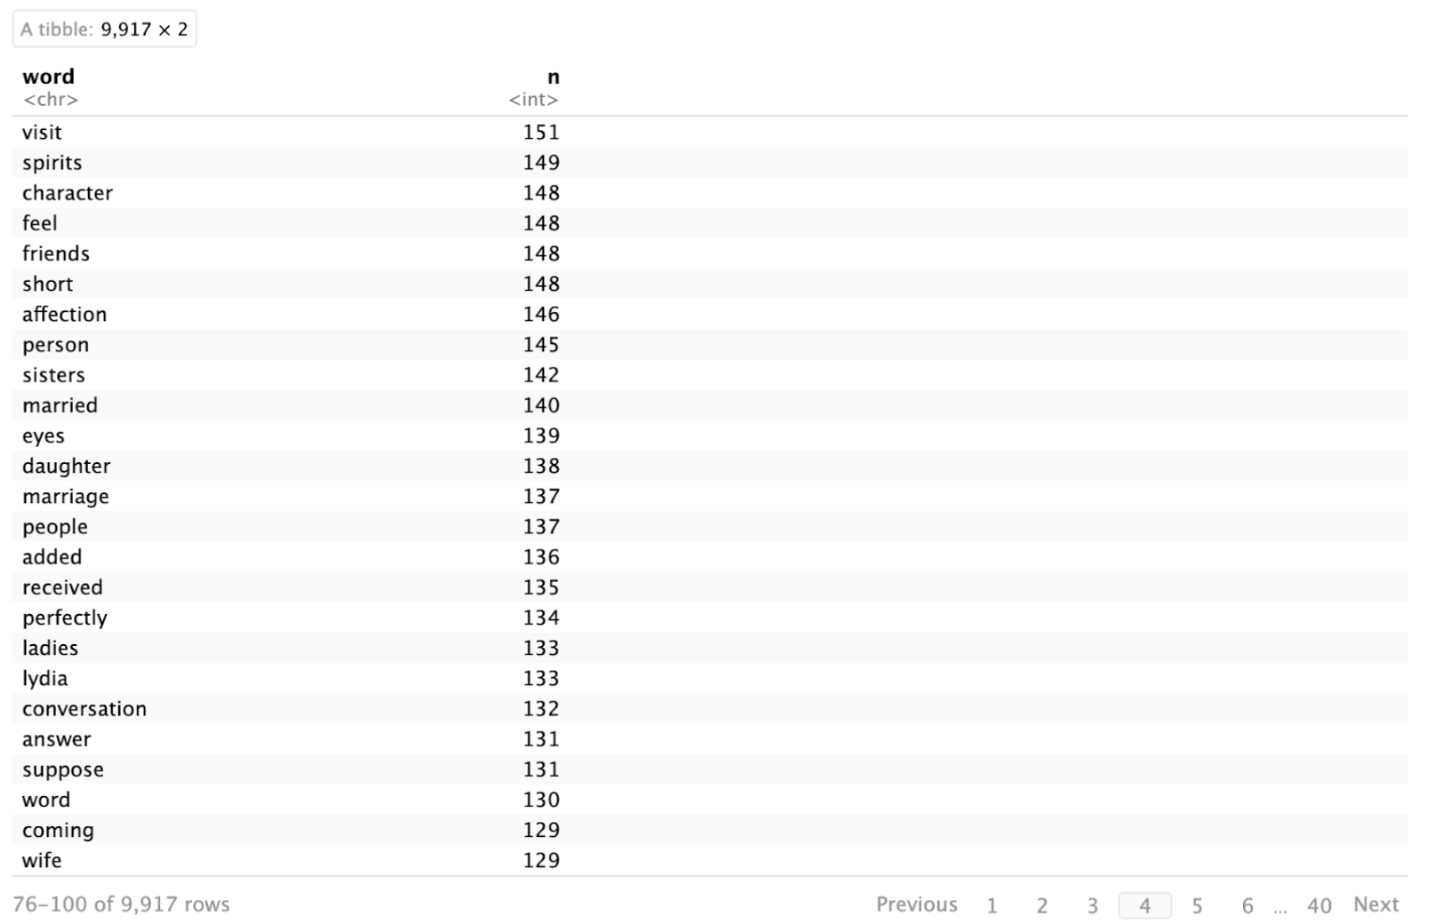 A tibble: 9,917 × 2
word n
<chr> <int>
visit 151
spirits 149
character 148
feel 148
friends 148
short 148
affection 146
person 145
sisters 142
married 140
eyes 139
daughter 138
marriage 137
people 137
added 136
received 135
perfectly 134
ladies 133
lydia 133
conversation 132
answer 131
suppose 131
word 130
coming 129
wife 129
76–100 of 9,917 rows Previous 1 2 3 4 5 6 ... 40 Next